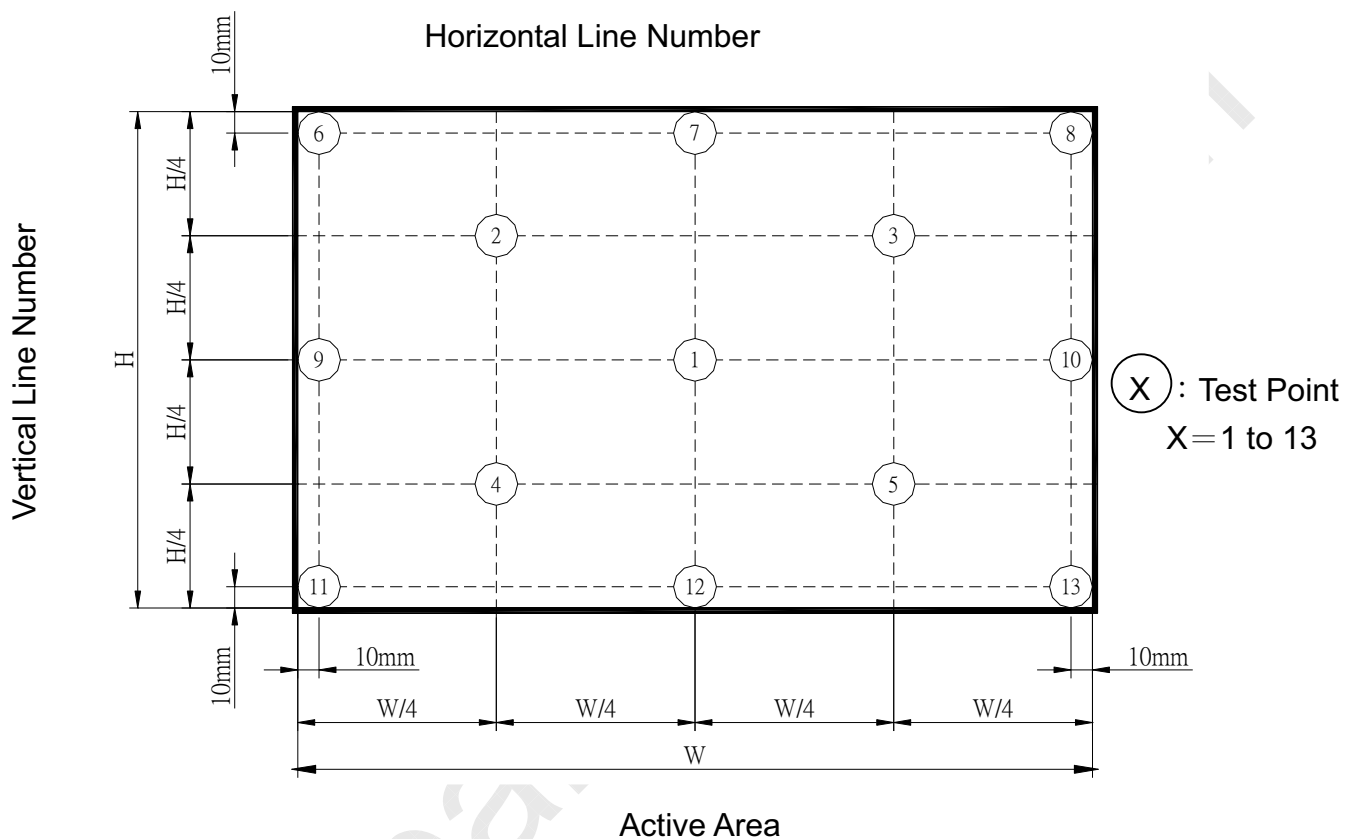 Horizontal Line Number
10mm
6
7
8
H/4
2
3
H/4
Vertical Line Number
H
9
1
10
X : Test Point
X＝1 to 13
H/4
4
5
H/4
11
12
13
10mm
10mm
10mm
W/4
W/4
W/4
W/4
W
Active Area